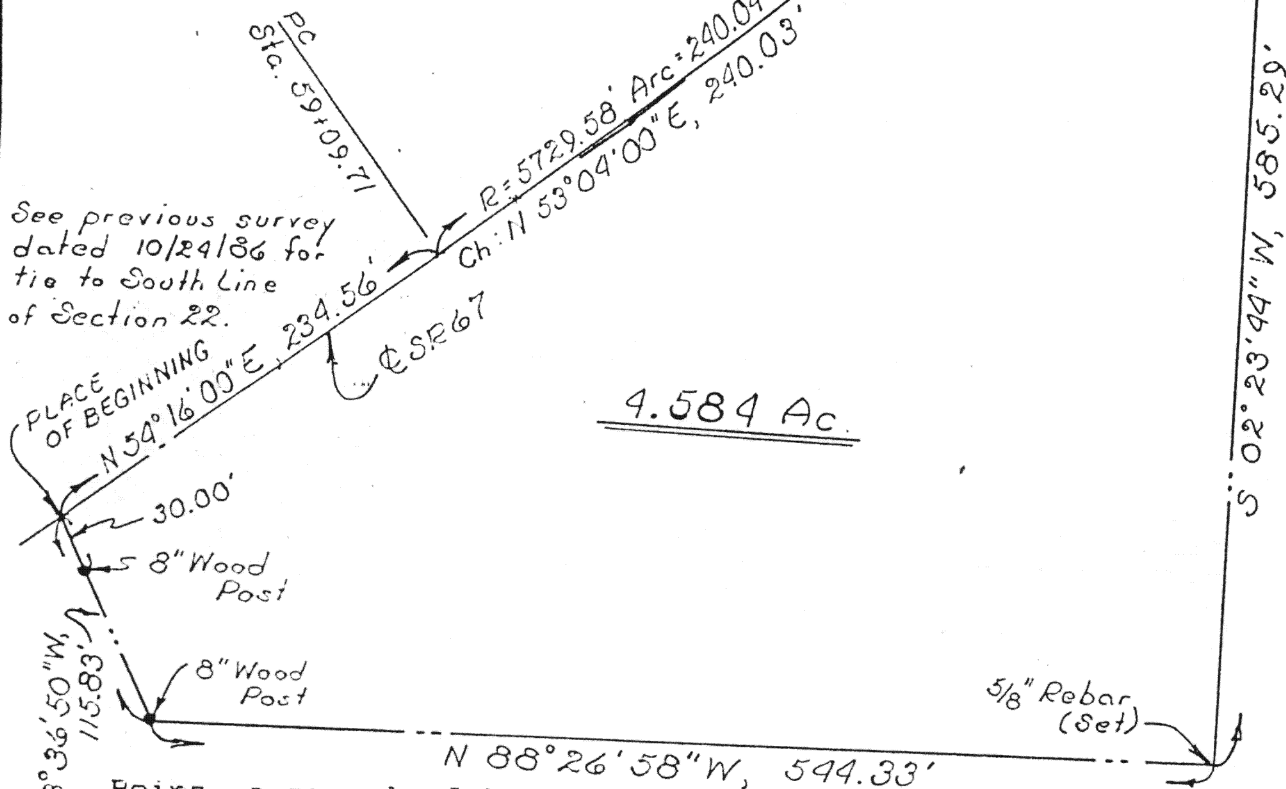 PC
Sta. 59+09.71
R=5729.58' Arc=240.09
Ch: N 53°04'00"E, 240.03'
See previous survey
dated 10/24/86 for
tie to South Line
of Section 22.
N 54°16'00"E, 234.56'
℄ SR67
PLACE
OF BEGINNING
30.00'
8" Wood
Post
8°36'50"W,
115.83'
8" Wood
Post
4.584 Ac.
S 02°23'44"W, 585.29'
5/8" Rebar
(Set)
N 88°26'58"W, 544.33'